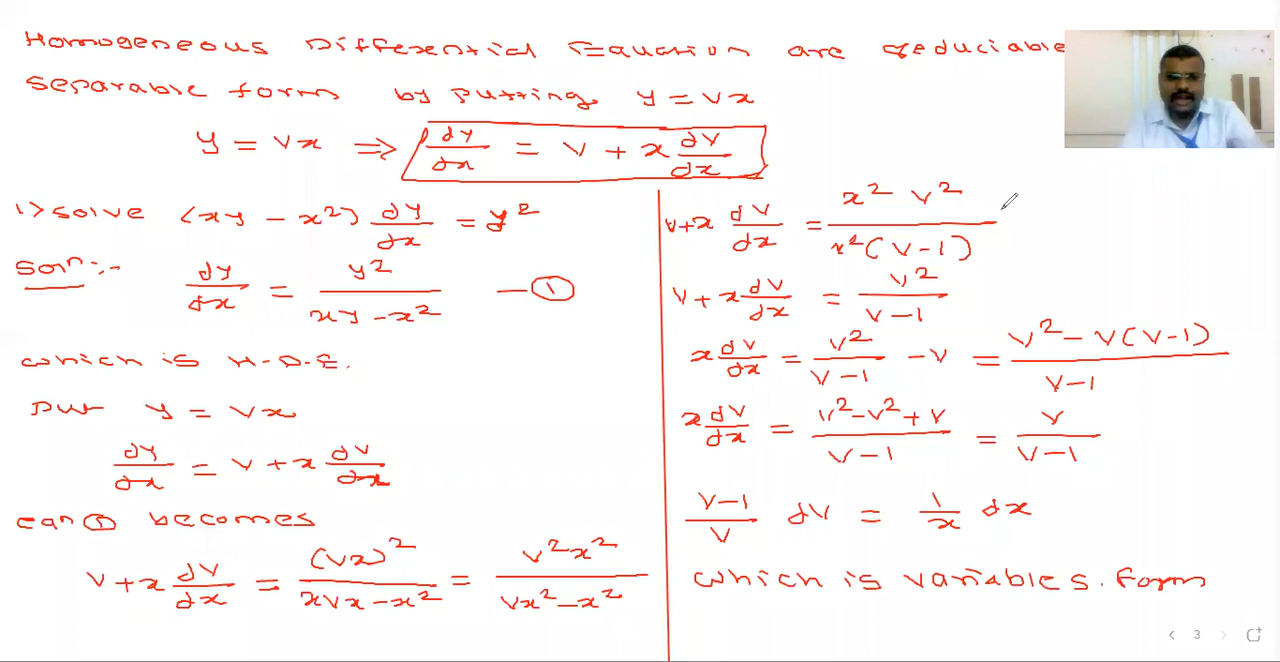 Homogeneous Differential Equation are reduciable
separable form by putting y = vx
y = vx ⇒ dy/dx = v + x dv/dx
1) solve (xy - x²) dy/dx = y²
Soln:-
dy/dx = y²/(xy - x²) — ①
which is H.D.E.
put y = vx
dy/dx = v + x dv/dx
eqn ① becomes
v + x dv/dx = (vx)²/(xvx - x²) = v²x²/(vx² - x²)
v + x dv/dx = x² v²/(x²(v-1))
v + x dv/dx = v²/(v-1)
x dv/dx = v²/(v-1) - v = (v² - v(v-1))/(v-1)
x dv/dx = (v² - v² + v)/(v-1) = v/(v-1)
(v-1)/v dv = 1/x dx
which is variable s. form
3